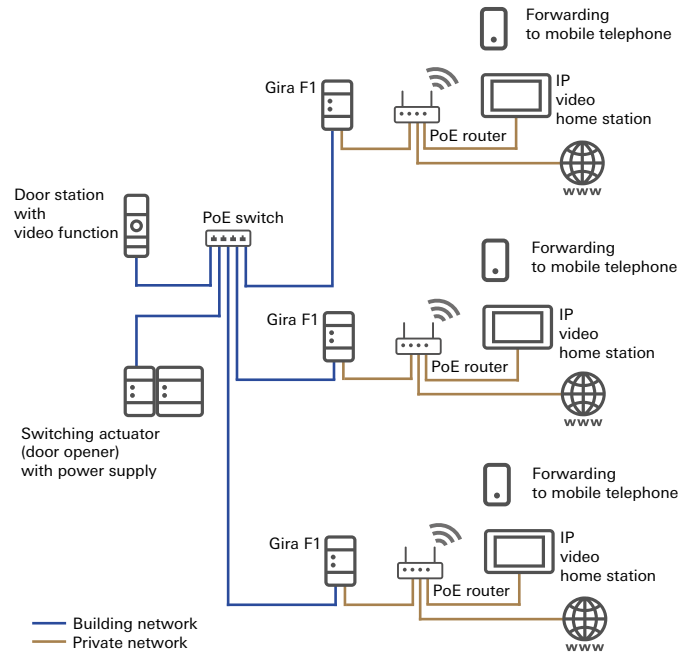 Forwarding
to mobile telephone
Gira F1
IP
video
home station
PoE router
www
Door station
with
video function
PoE switch
Forwarding
to mobile telephone
Gira F1
IP
video
home station
PoE router
www
Switching actuator
(door opener)
with power supply
Forwarding
to mobile telephone
Gira F1
IP
video
home station
PoE router
www
Building network
Private network